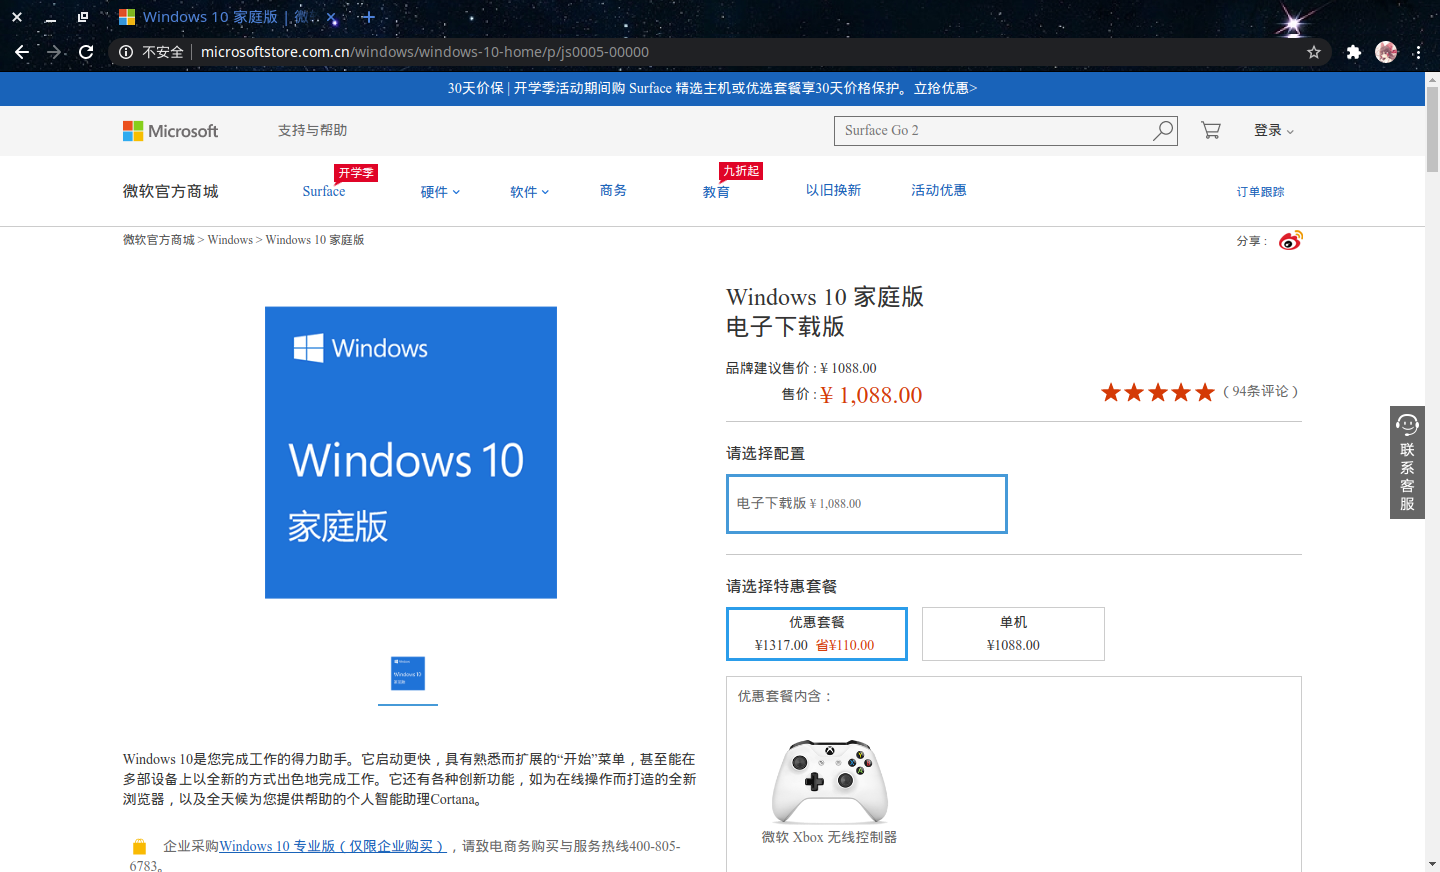 Windows 10 家庭版 | 微软
不安全 microsoftstore.com.cn/windows/windows-10-home/p/js0005-00000
30天价保 | 开学季活动期间购 Surface 精选主机或优选套餐享30天价格保护。立抢优惠>
Microsoft 支持与帮助 Surface Go 2 登录
开学季 九折起
微软官方商城 Surface 硬件 软件 商务 教育 以旧换新 活动优惠 订单跟踪
微软官方商城 > Windows > Windows 10 家庭版 分享 :
Windows
Windows 10
家庭版
Windows 10 家庭版
电子下载版
品牌建议售价 : ¥ 1088.00
售价 : ¥ 1,088.00
（ 94条评论 ）
请选择配置
电子下载版 ¥ 1,088.00
请选择特惠套餐
优惠套餐
¥1317.00 省¥110.00
单机
¥1088.00
优惠套餐内含：
微软 Xbox 无线控制器
联系客服
Windows
Windows 10
家庭版
Windows 10是您完成工作的得力助手。它启动更快，具有熟悉而扩展的“开始”菜单，甚至能在
多部设备上以全新的方式出色地完成工作。它还有各种创新功能，如为在线操作而打造的全新
浏览器，以及全天候为您提供帮助的个人智能助理Cortana。
企业采购Windows 10 专业版（仅限企业购买），请致电商务购买与服务热线400-805-
6783。